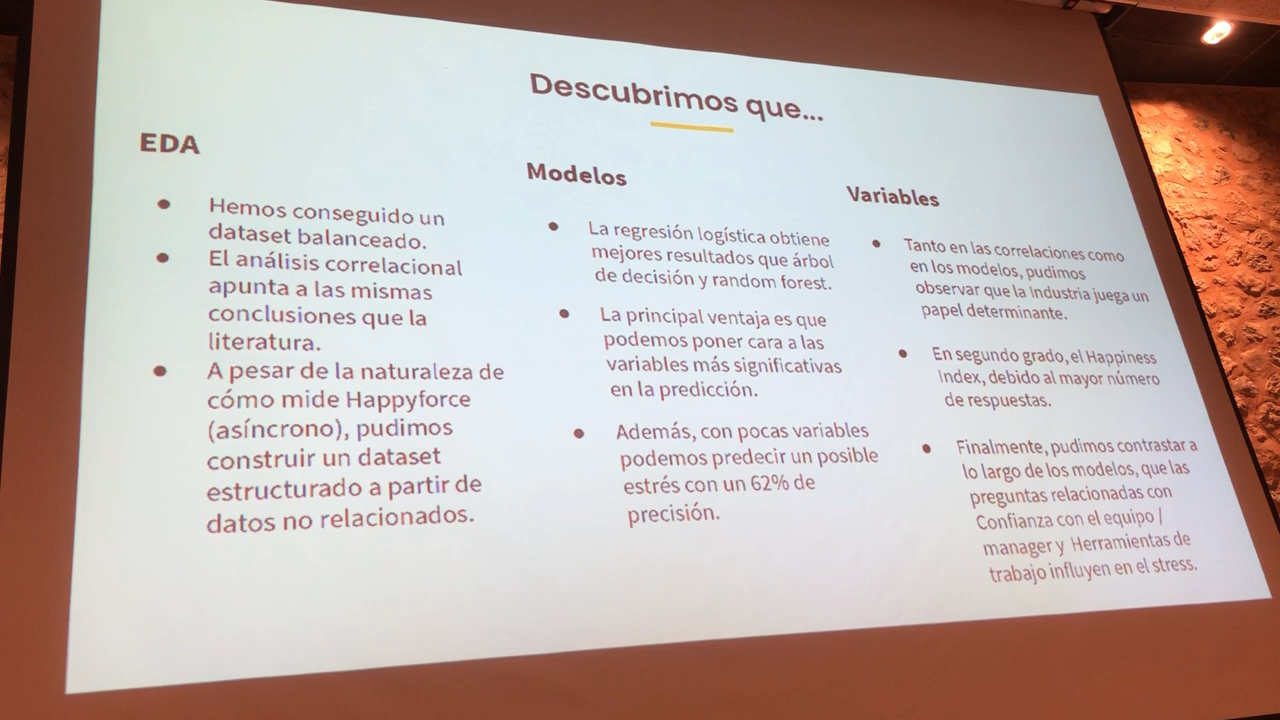 Descubrimos que...
EDA
Hemos conseguido un
dataset balanceado.
El análisis correlacional
apunta a las mismas
conclusiones que la
literatura.
A pesar de la naturaleza de
cómo mide Happyforce
(asíncrono), pudimos
construir un dataset
estructurado a partir de
datos no relacionados.
Modelos
La regresión logística obtiene
mejores resultados que árbol
de decisión y random forest.
La principal ventaja es que
podemos poner cara a las
variables más significativas
en la predicción.
Además, con pocas variables
podemos predecir un posible
estrés con un 62% de
precisión.
Variables
Tanto en las correlaciones como
en los modelos, pudimos
observar que la Industria juega un
papel determinante.
En segundo grado, el Happiness
Index, debido al mayor número
de respuestas.
Finalmente, pudimos contrastar a
lo largo de los modelos, que las
preguntas relacionadas con
Confianza con el equipo /
manager y Herramientas de
trabajo influyen en el stress.